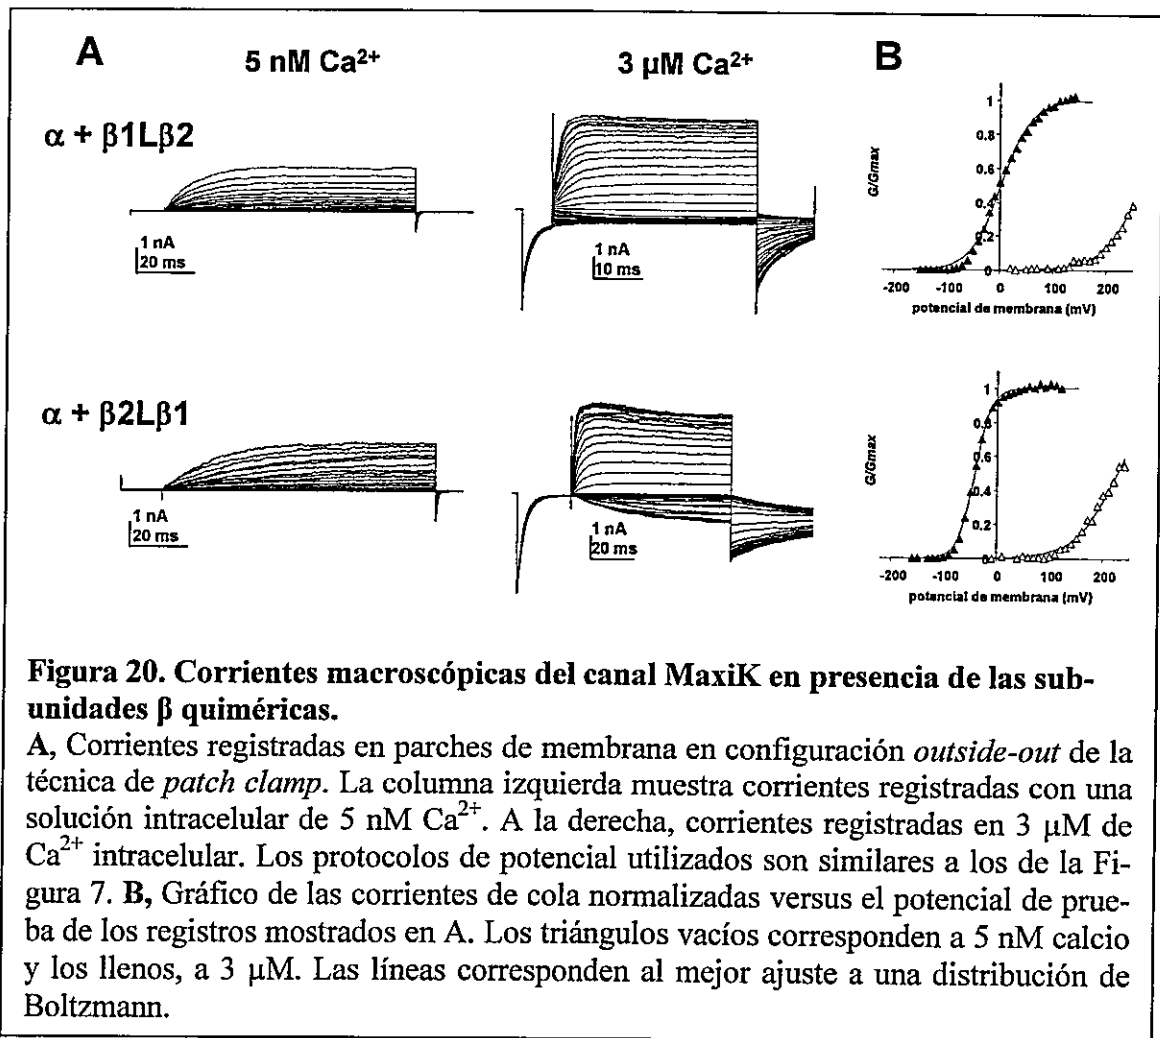 A
5 nM Ca²⁺
3 µM Ca²⁺
B
α + β1Lβ2
1 nA
20 ms
1 nA
10 ms
G/Gmax
1
0.8
0.6
0.4
0.2
0
-200 -100 0 100 200
potencial de membrana (mV)
α + β2Lβ1
1 nA
20 ms
1 nA
20 ms
G/Gmax
1
0.8
0.6
0.4
0.2
0
-200 -100 0 100 200
potencial de membrana (mV)
Figura 20. Corrientes macroscópicas del canal MaxiK en presencia de las sub-
unidades β quiméricas.
A, Corrientes registradas en parches de membrana en configuración outside-out de la
técnica de patch clamp. La columna izquierda muestra corrientes registradas con una
solución intracelular de 5 nM Ca²⁺. A la derecha, corrientes registradas en 3 µM de
Ca²⁺ intracelular. Los protocolos de potencial utilizados son similares a los de la Fi-
gura 7. B, Gráfico de las corrientes de cola normalizadas versus el potencial de prue-
ba de los registros mostrados en A. Los triángulos vacíos corresponden a 5 nM calcio
y los llenos, a 3 µM. Las líneas corresponden al mejor ajuste a una distribución de
Boltzmann.